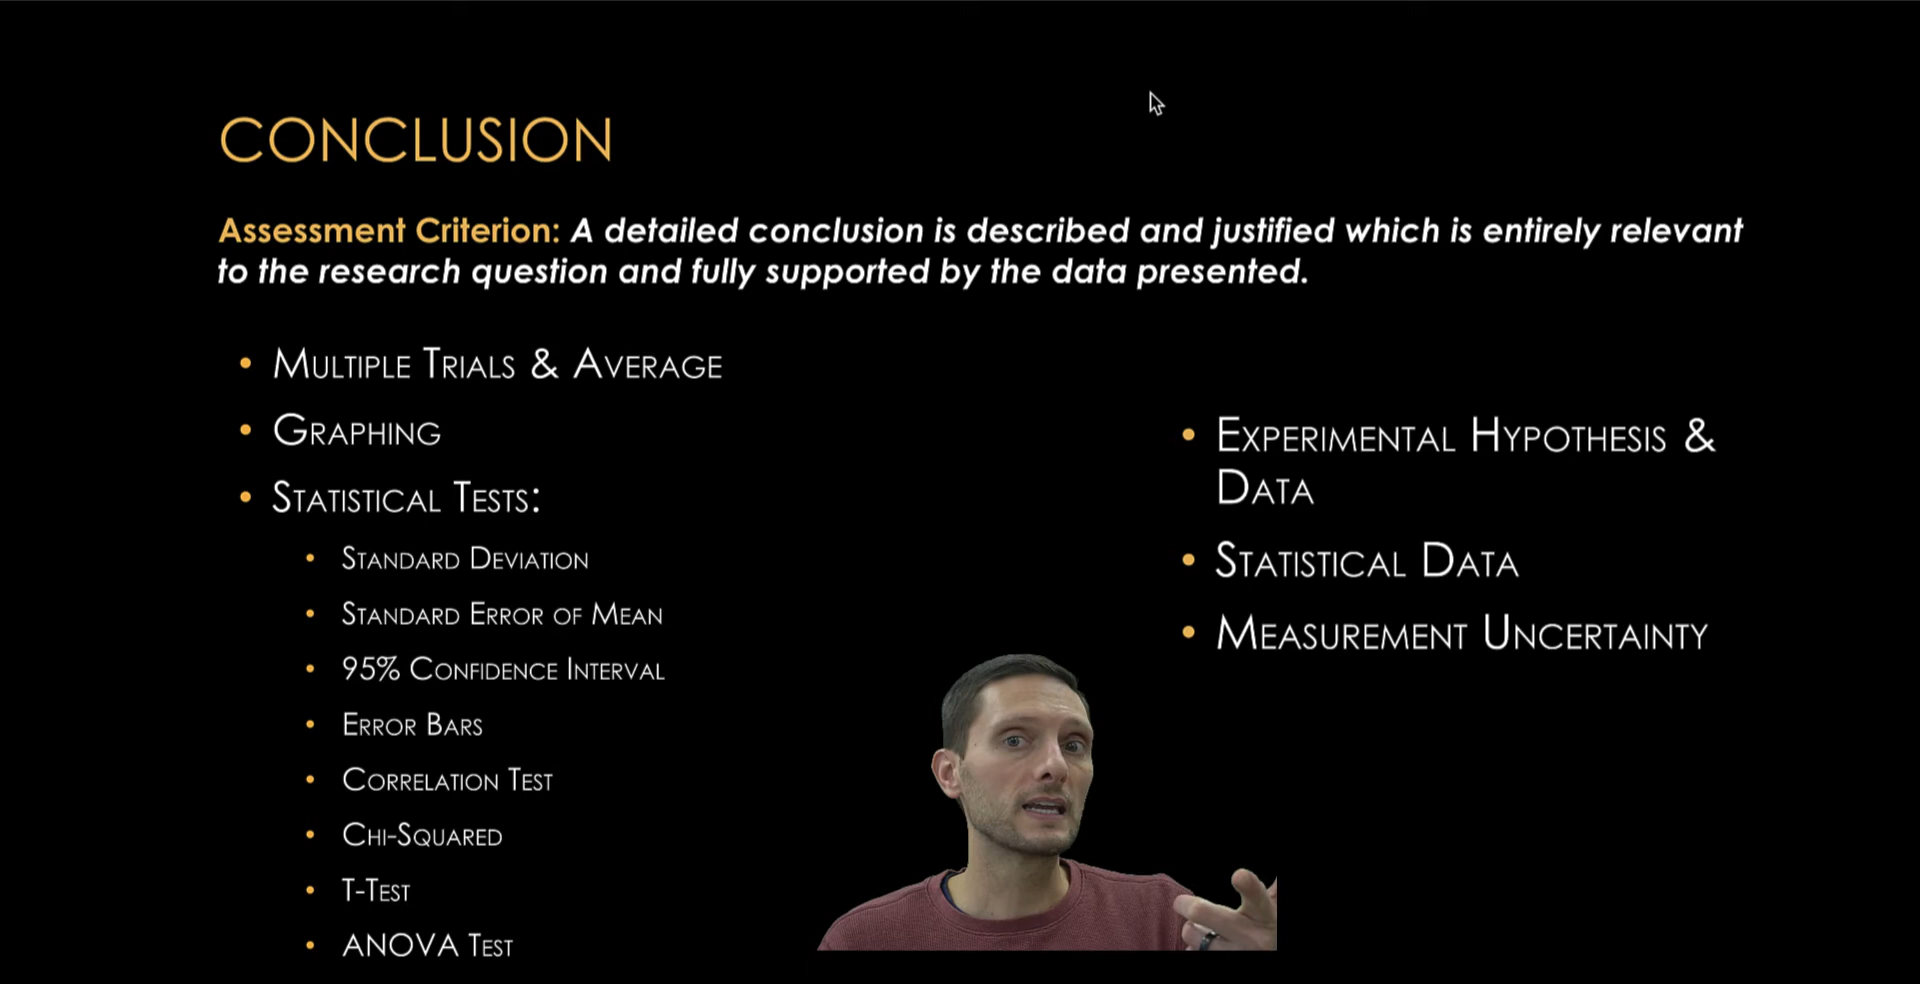 CONCLUSION
Assessment Criterion: A detailed conclusion is described and justified which is entirely relevant
to the research question and fully supported by the data presented.
• MULTIPLE TRIALS & AVERAGE
• GRAPHING
• STATISTICAL TESTS:
• STANDARD DEVIATION
• STANDARD ERROR OF MEAN
• 95% CONFIDENCE INTERVAL
• ERROR BARS
• CORRELATION TEST
• CHI-SQUARED
• T-TEST
• ANOVA TEST
• EXPERIMENTAL HYPOTHESIS &
DATA
• STATISTICAL DATA
• MEASUREMENT UNCERTAINTY